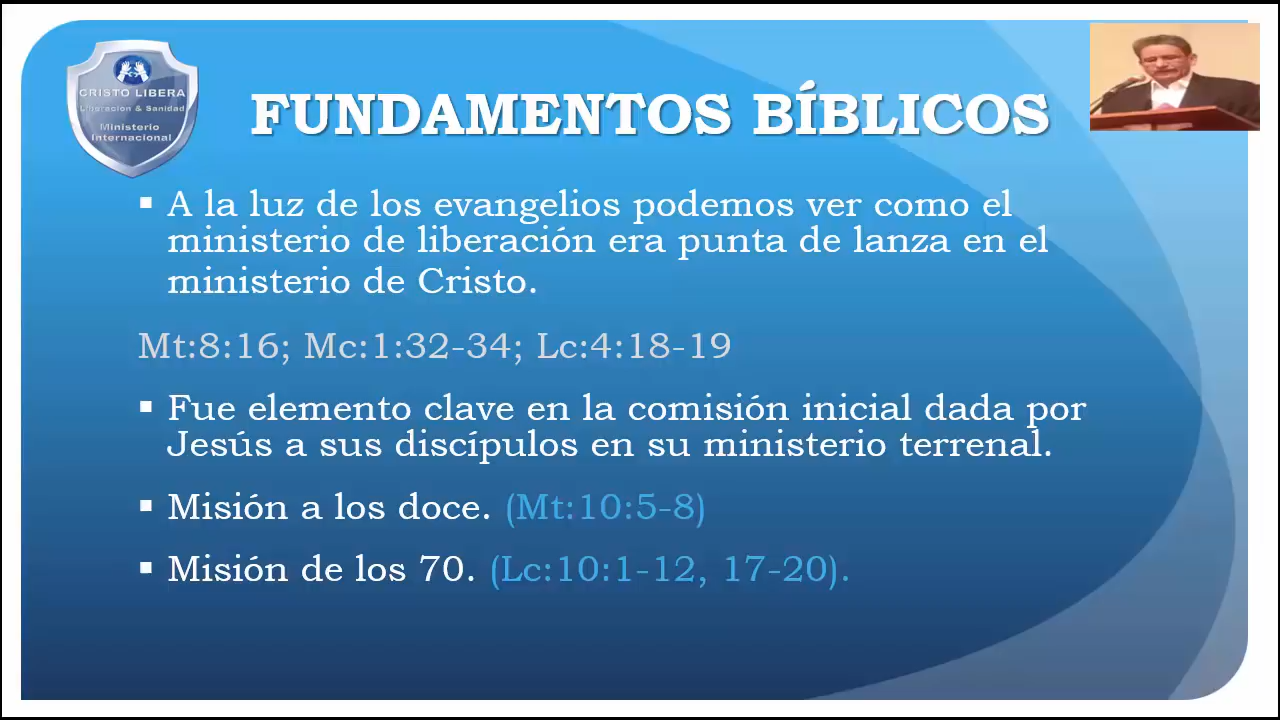 CRISTO LIBERA
Liberación & Sanidad
Ministerio
Internacional
FUNDAMENTOS BÍBLICOS
▪ A la luz de los evangelios podemos ver como el
ministerio de liberación era punta de lanza en el
ministerio de Cristo.
Mt:8:16; Mc:1:32-34; Lc:4:18-19
▪ Fue elemento clave en la comisión inicial dada por
Jesús a sus discípulos en su ministerio terrenal.
▪ Misión a los doce. (Mt:10:5-8)
▪ Misión de los 70. (Lc:10:1-12, 17-20).